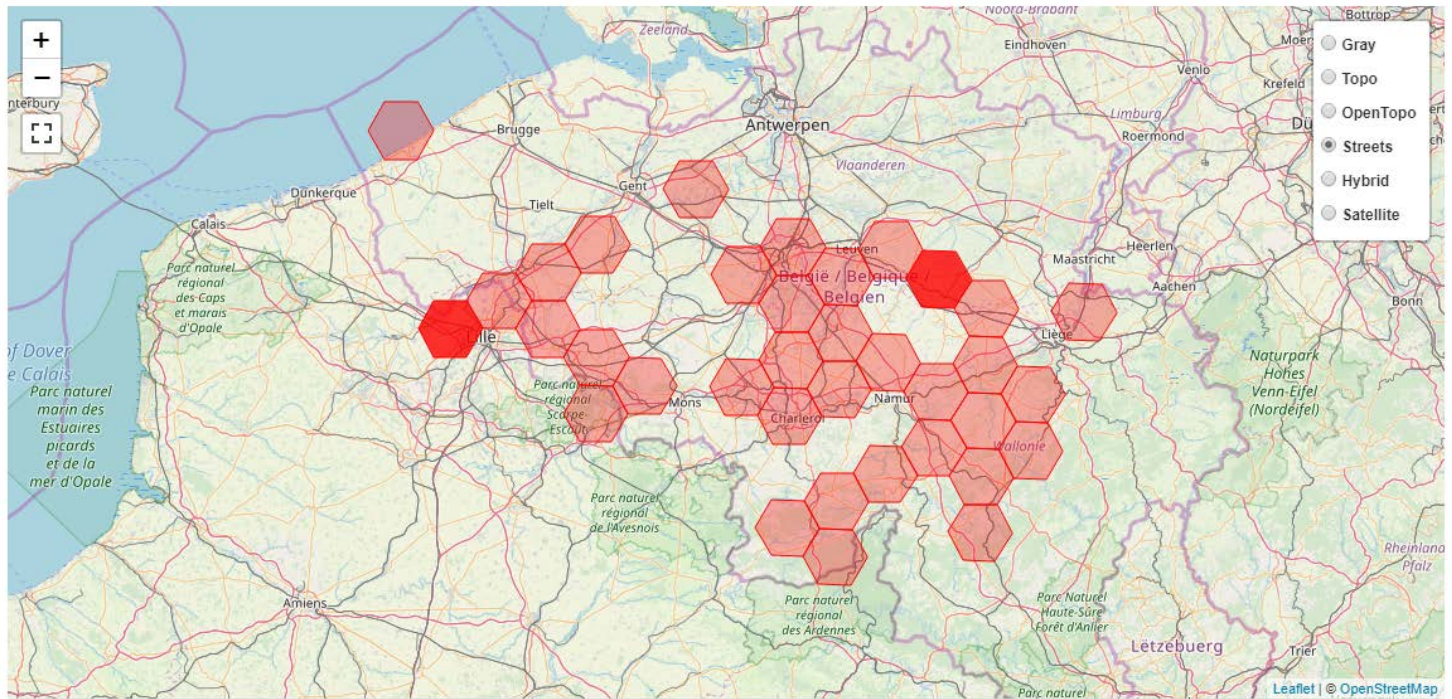 +
−
Gray
Topo
OpenTopo
Streets
Hybrid
Satellite
Noord-Brabant
Bottrop
Zeeland
Eindhoven
Moer
Venlo
Krefeld
nterbury
Limburg
Antwerpen
Brugge
Roermond
Dü
Vlaanderen
Gent
Dünkerque
Tielt
Calais
Leuven
Heerlen
Maastricht
Parc naturel
régional
des Caps
et marais
d'Opale
België / Belgique /
Belgien
Aachen
Bonn
of Dover
e Calais
Lille
Liège
Naturpark
Hohes
Venn-Eifel
(Nordeifel)
Parc naturel
marin des
Estuaires
picards
et de la
mer d'Opale
Parc naturel
régional
Scarpe-
Escaut
Mons
Namur
Charleroi
Wallonie
Parc naturel
régional
de l'Avesnois
Rheinland-
Pfalz
Amiens
Parc naturel
régional
des Ardennes
Parc Naturel
Haute-Sûre
Forêt d'Anlier
Lëtzebuerg
Trier
Parc naturel
Leaflet | © OpenStreetMap